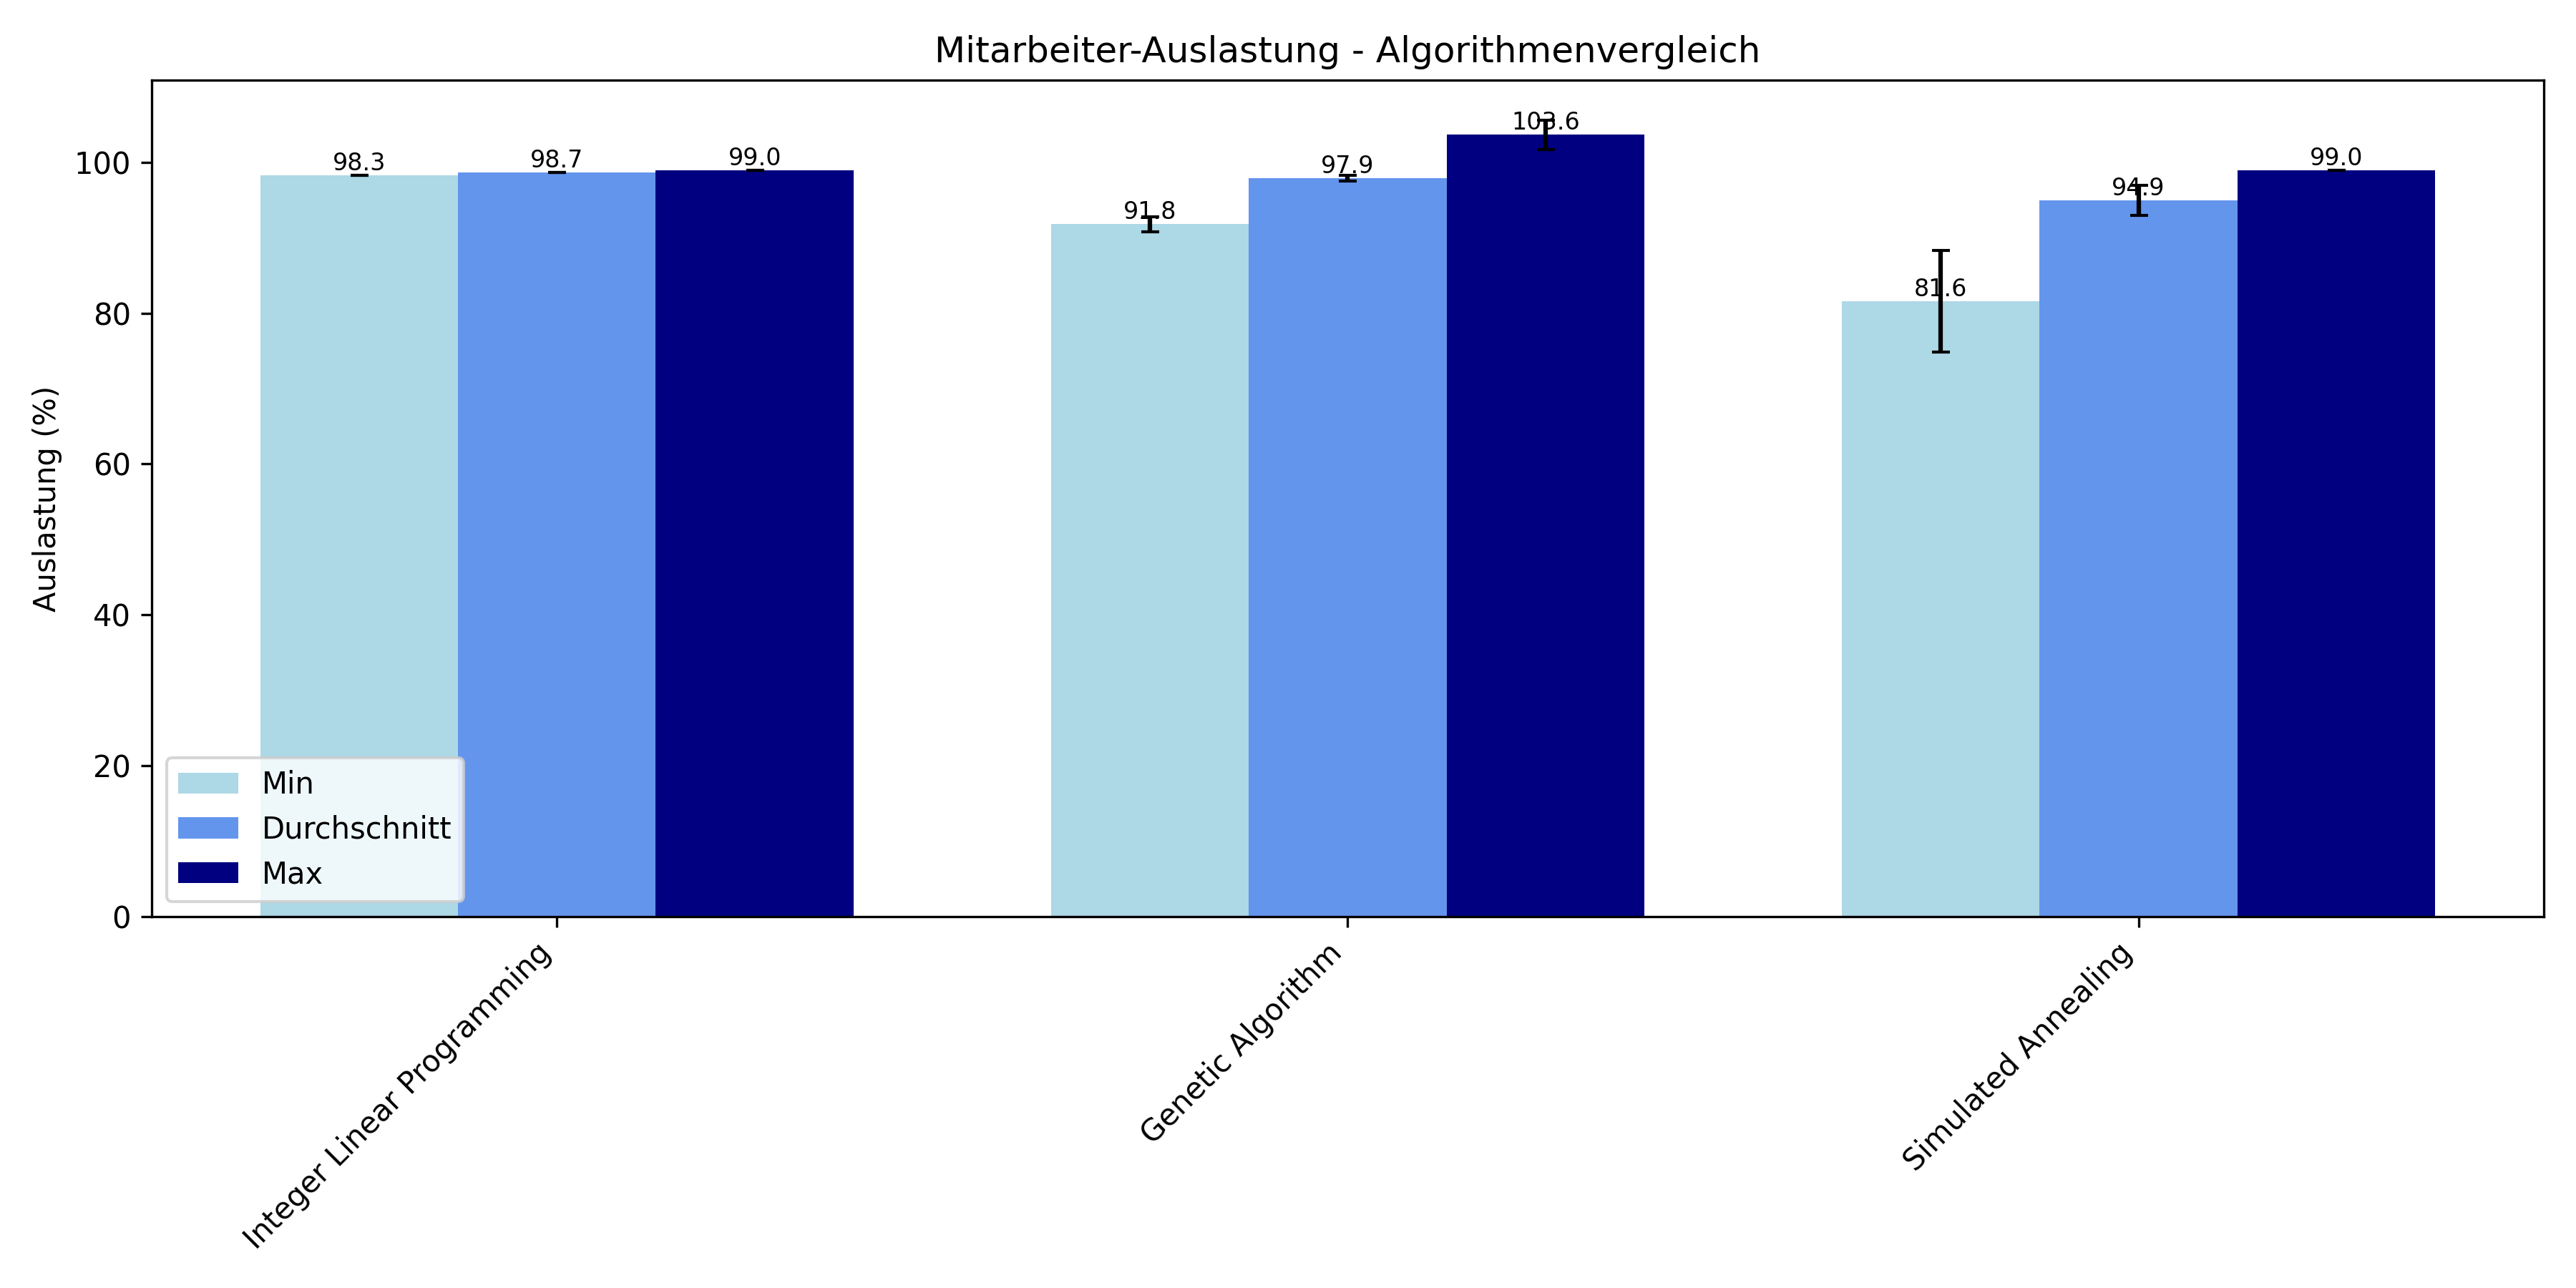 Mitarbeiter-Auslastung - Algorithmenvergleich
Auslastung (%)
100
80
60
40
20
0
98.3
98.7
99.0
91.8
97.9
103.6
81.6
94.9
99.0
Min
Durchschnitt
Max
Integer Linear Programming
Genetic Algorithm
Simulated Annealing